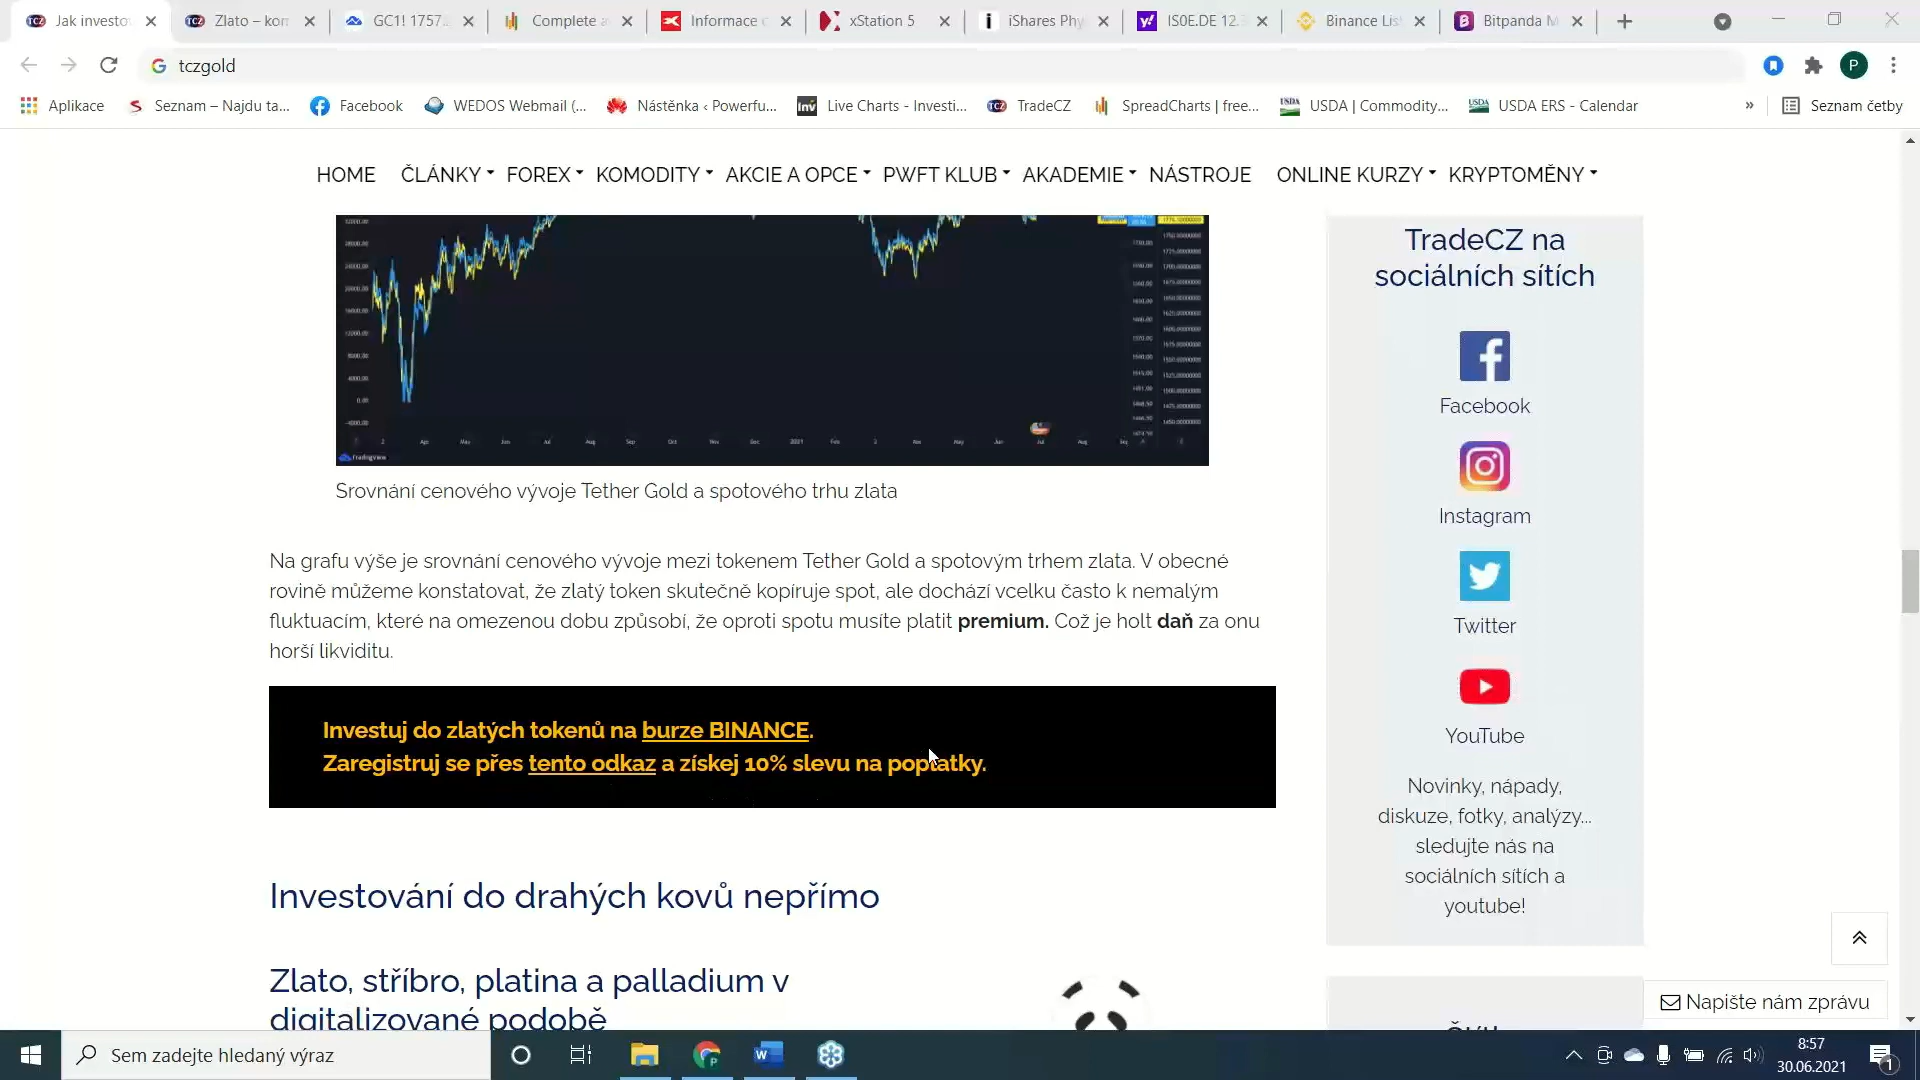 Jak investo
Zlato – kom
GC1! 1757.
Complete a
Informace o
xStation 5
iShares Phy
IS0E.DE 12.
Binance Lis
Bitpanda M
tczgold
P
Aplikace
Seznam – Najdu ta...
Facebook
WEDOS Webmail (...
Nástěnka ‹ Powerfu...
Live Charts - Investi...
TradeCZ
SpreadCharts | free...
USDA | Commodity...
USDA ERS - Calendar
»
Seznam četby
HOME ČLÁNKY FOREX KOMODITY AKCIE A OPCE PWFT KLUB AKADEMIE NÁSTROJE ONLINE KURZY KRYPTOMĚNY
TradingView
Srovnání cenového vývoje Tether Gold a spotového trhu zlata
Na grafu výše je srovnání cenového vývoje mezi tokenem Tether Gold a spotovým trhem zlata. V obecné
rovině můžeme konstatovat, že zlatý token skutečně kopíruje spot, ale dochází vcelku často k nemalým
fluktuacím, které na omezenou dobu způsobí, že oproti spotu musíte platit premium. Což je holt daň za onu
horší likviditu.
Investuj do zlatých tokenů na burze BINANCE.
Zaregistruj se přes tento odkaz a získej 10% slevu na poplatky.
Investování do drahých kovů nepřímo
Zlato, stříbro, platina a palladium v
digitalizované podobě
TradeCZ na
sociálních sítích
Facebook
Instagram
Twitter
YouTube
Novinky, nápady,
diskuze, fotky, analýzy...
sledujte nás na
sociálních sítích a
youtube!
Napište nám zprávu
Sem zadejte hledaný výraz
8:57
30.06.2021
1